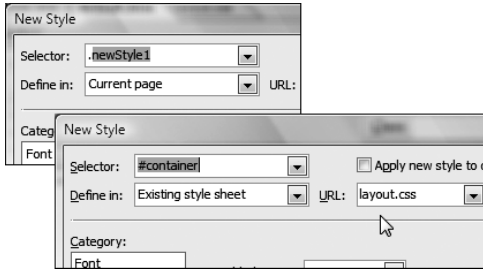 New Style
Selector: .newStyle1
Define in: Current page URL:
Categ
Font
New Style
Selector: #container Apply new style to
Define in: Existing style sheet URL: layout.css
Category:
Font